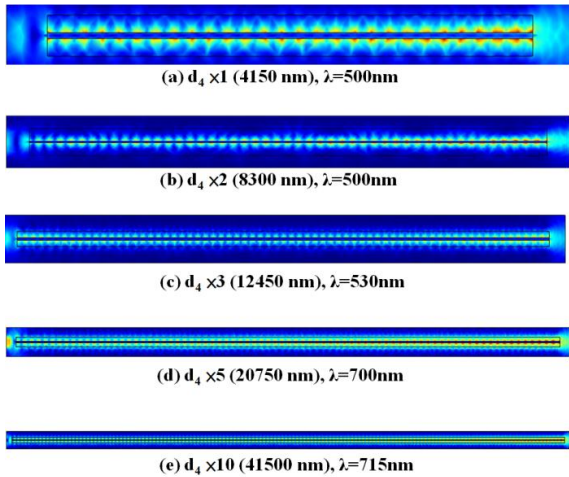 (a) d₄ ×1 (4150 nm), λ=500nm
(b) d₄ ×2 (8300 nm), λ=500nm
(c) d₄ ×3 (12450 nm), λ=530nm
(d) d₄ ×5 (20750 nm), λ=700nm
(e) d₄ ×10 (41500 nm), λ=715nm